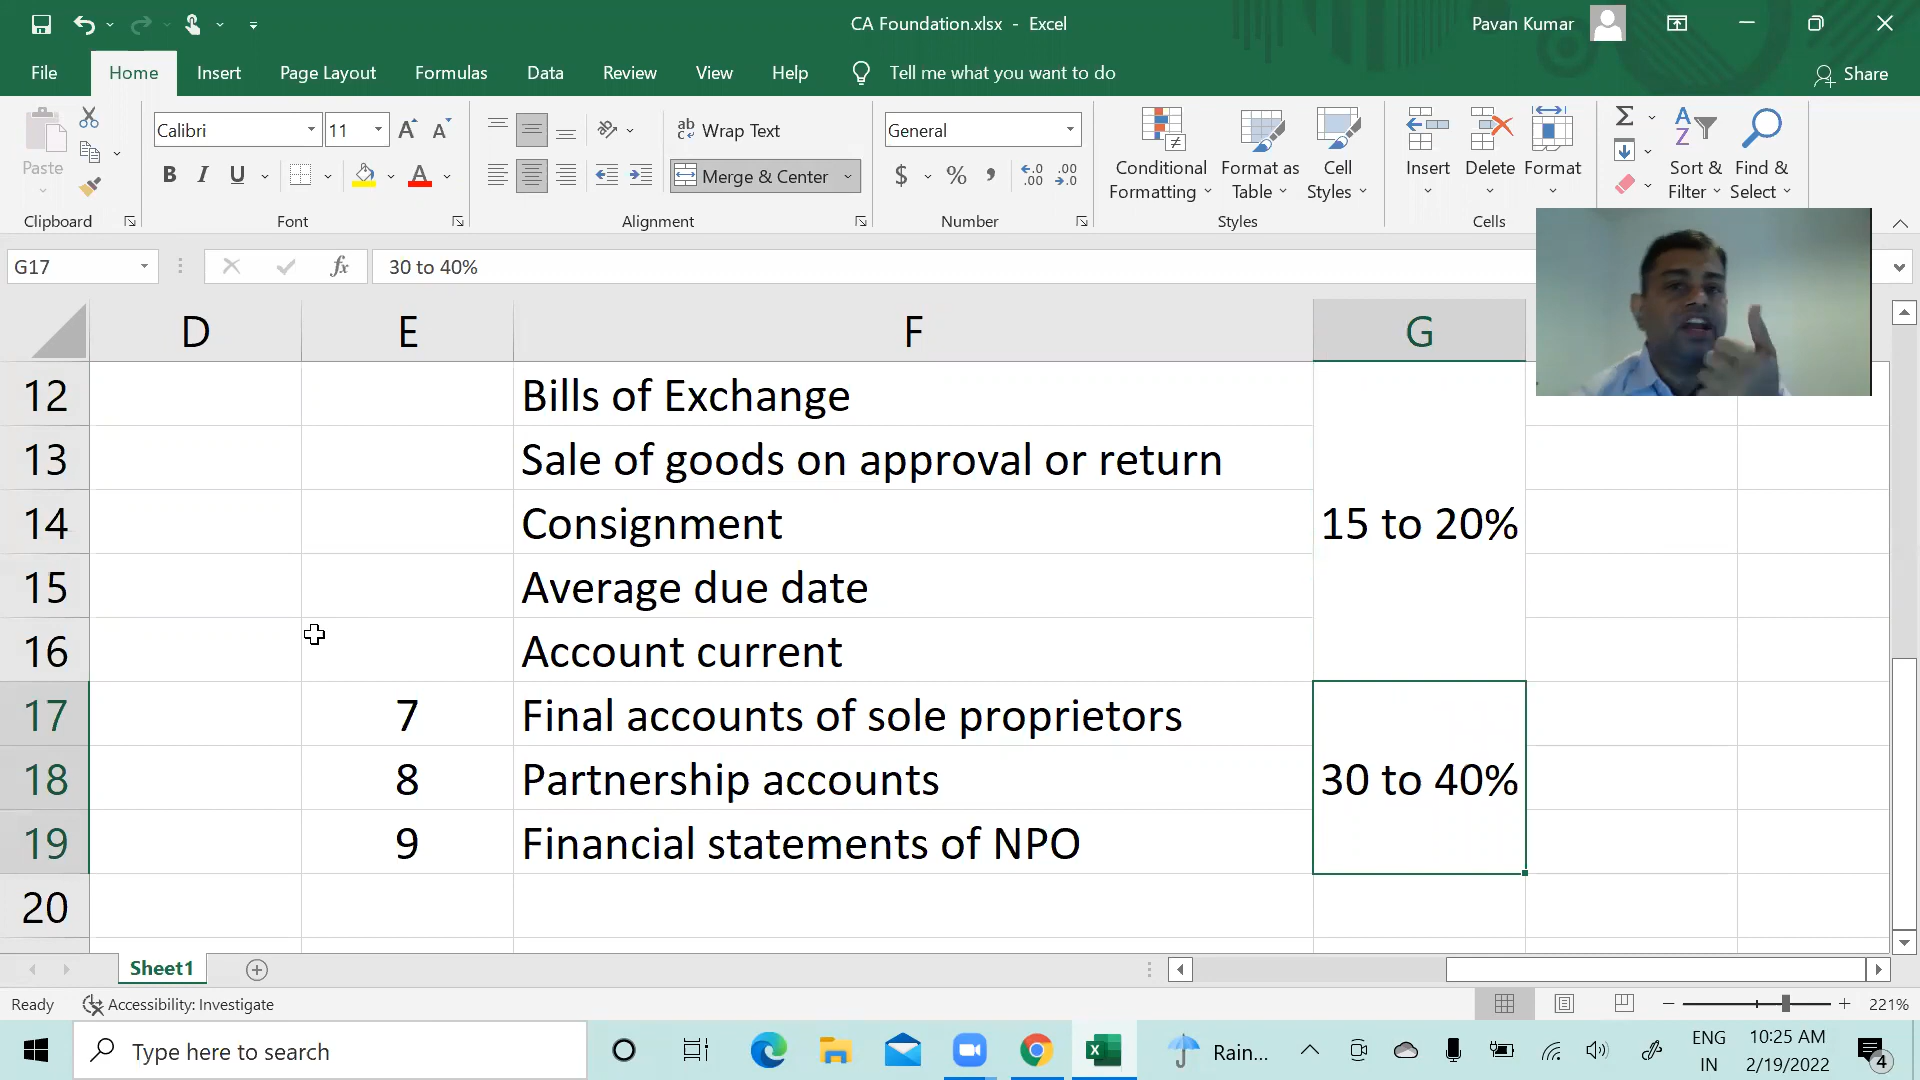 CA Foundation.xlsx - Excel
Pavan Kumar
File
Home
Insert
Page Layout
Formulas
Data
Review
View
Help
Tell me what you want to do
Share
Paste
Calibri
11
B I U
Wrap Text
Merge & Center
General
$ % ,
Conditional
Formatting
Format as
Table
Cell
Styles
Insert
Delete
Format
Sort &
Filter
Find &
Select
Clipboard
Font
Alignment
Number
Styles
Cells
G17
fx
30 to 40%
D
E
F
G
12
Bills of Exchange
13
Sale of goods on approval or return
14
Consignment
15 to 20%
15
Average due date
16
Account current
17
7
Final accounts of sole proprietors
18
8
Partnership accounts
30 to 40%
19
9
Financial statements of NPO
20
Sheet1
Ready
Accessibility: Investigate
221%
Type here to search
Rain...
ENG
IN
10:25 AM
2/19/2022
4